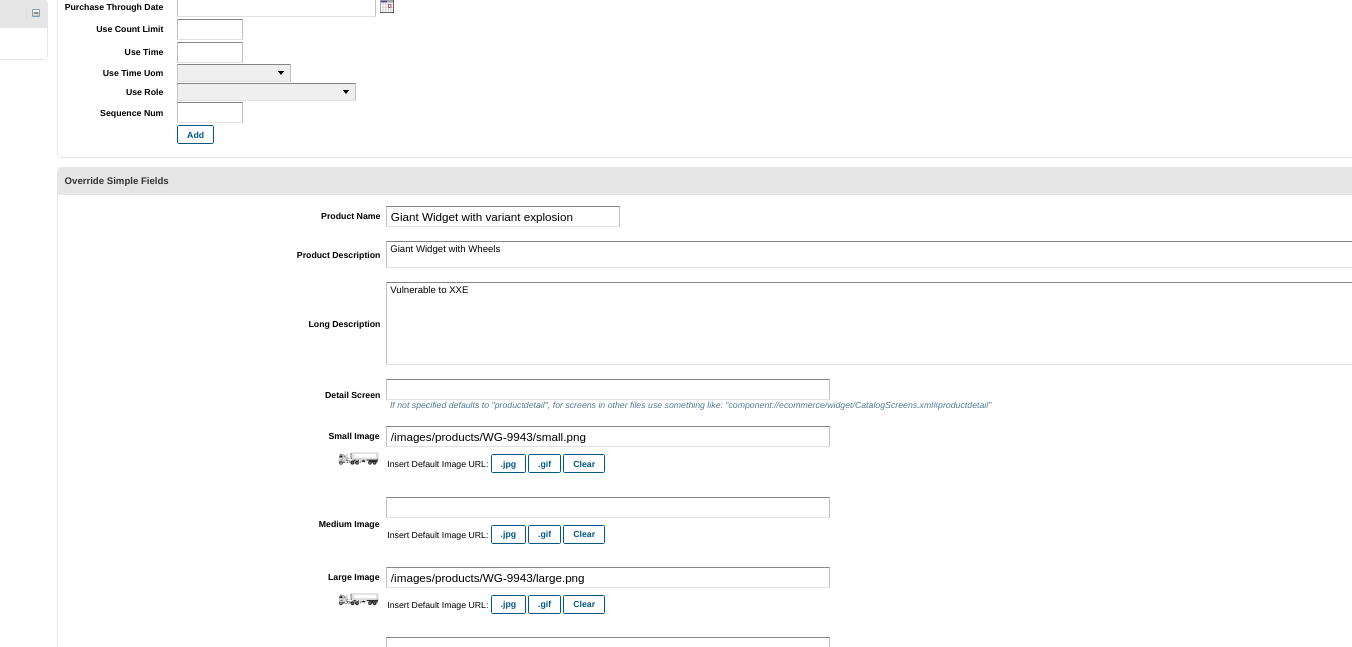 Purchase Through Date
Use Count Limit
Use Time
Use Time Uom
Use Role
Sequence Num
Add
Override Simple Fields
Product Name Giant Widget with variant explosion
Product Description Giant Widget with Wheels
Long Description Vulnerable to XXE
Detail Screen
If not specified defaults to "productdetail", for screens in other files use something like: "component://ecommerce/widget/CatalogScreens.xml#productdetail"
Small Image /images/products/WG-9943/small.png
Insert Default Image URL: .jpg .gif Clear
Medium Image
Insert Default Image URL: .jpg .gif Clear
Large Image /images/products/WG-9943/large.png
Insert Default Image URL: .jpg .gif Clear